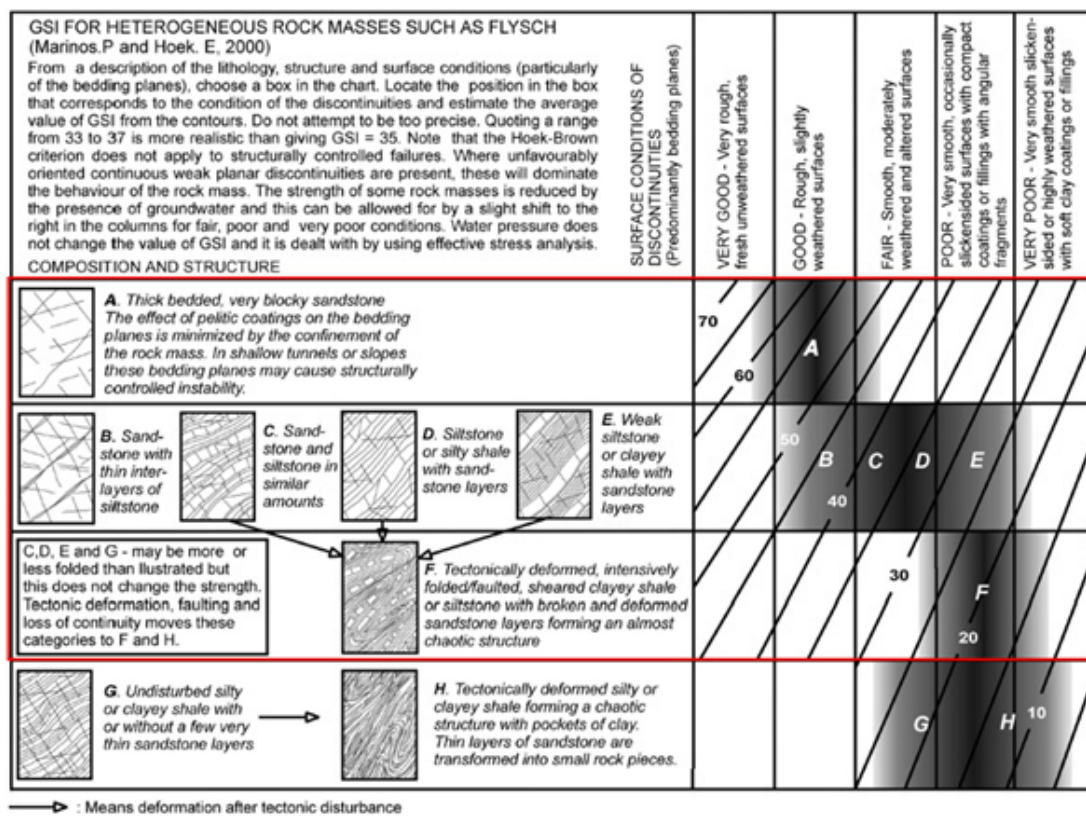 GSI FOR HETEROGENEOUS ROCK MASSES SUCH AS FLYSCH
(Marinos.P and Hoek. E, 2000)
From a description of the lithology, structure and surface conditions (particularly
of the bedding planes), choose a box in the chart. Locate the position in the box
that corresponds to the condition of the discontinuities and estimate the average
value of GSI from the contours. Do not attempt to be too precise. Quoting a range
from 33 to 37 is more realistic than giving GSI = 35. Note that the Hoek-Brown
criterion does not apply to structurally controlled failures. Where unfavourably
oriented continuous weak planar discontinuities are present, these will dominate
the behaviour of the rock mass. The strength of some rock masses is reduced by
the presence of groundwater and this can be allowed for by a slight shift to the
right in the columns for fair, poor and very poor conditions. Water pressure does
not change the value of GSI and it is dealt with by using effective stress analysis.
COMPOSITION AND STRUCTURE
SURFACE CONDITIONS OF
DISCONTINUITIES
(Predominantly bedding planes)
VERY GOOD - Very rough,
fresh unweathered surfaces
GOOD - Rough, slightly
weathered surfaces
FAIR - Smooth, moderately
weathered and altered surfaces
POOR - Very smooth, occasionally
slickensided surfaces with compact
coatings or fillings with angular
fragments
VERY POOR - Very smooth slicken-
sided or highly weathered surfaces
with soft clay coatings or fillings
A. Thick bedded, very blocky sandstone
The effect of pelitic coatings on the bedding
planes is minimized by the confinement of
the rock mass. In shallow tunnels or slopes
these bedding planes may cause structurally
controlled instability.
70
60
A
B. Sand-
stone with
thin inter-
layers of
siltstone
C. Sand-
stone and
siltstone in
similar
amounts
D. Siltstone
or silty shale
with sand-
stone layers
E. Weak
siltstone
or clayey
shale with
sandstone
layers
50
40
B
C
D
E
C,D, E and G - may be more or
less folded than llustrated but
this does not change the strength.
Tectonic deformation, faulting and
loss of continuity moves these
categories to F and H.
F. Tectonically deformed, intensively
folded/faulted, sheared clayey shale
or siltstone with broken and deformed
sandstone layers forming an almost
chaotic structure
30
F
20
G. Undisturbed silty
or clayey shale with
or without a few very
thin sandstone layers
H. Tectonically deformed silty or
clayey shale forming a chaotic
structure with pockets of clay.
Thin layers of sandstone are
transformed into small rock pieces.
G
H
10
: Means deformation after tectonic disturbance